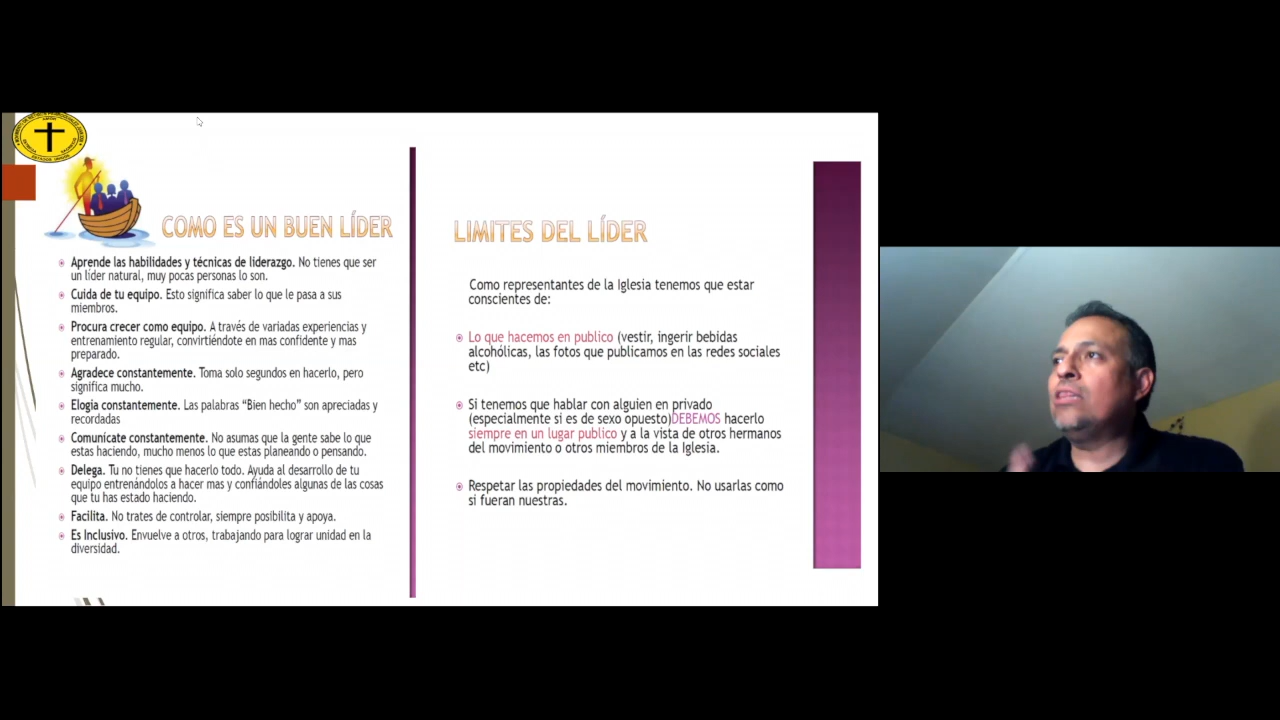 COMO ES UN BUEN LÍDER
Aprende las habilidades y técnicas de liderazgo. No tienes que ser
un líder natural, muy pocas personas lo son.
Cuida de tu equipo. Esto significa saber lo que le pasa a sus
miembros.
Procura crecer como equipo. A través de variadas experiencias y
entrenamiento regular, convirtiéndote en mas confidente y mas
preparado.
Agradece constantemente. Toma solo segundos en hacerlo, pero
significa mucho.
Elogia constantemente. Las palabras “Bien hecho” son apreciadas y
recordadas
Comunícate constantemente. No asumas que la gente sabe lo que
estas haciendo, mucho menos lo que estas planeando o pensando.
Delega. Tu no tienes que hacerlo todo. Ayuda al desarrollo de tu
equipo entrenándolos a hacer mas y confiándoles algunas de las cosas
que tu has estado haciendo.
Facilita. No trates de controlar, siempre posibilita y apoya.
Es Inclusivo. Envuelve a otros, trabajando para lograr unidad en la
diversidad.
LIMITES DEL LÍDER
Como representantes de la Iglesia tenemos que estar
conscientes de:
Lo que hacemos en publico (vestir, ingerir bebidas
alcohólicas, las fotos que publicamos en las redes sociales
etc)
Si tenemos que hablar con alguien en privado
(especialmente si es de sexo opuesto)DEBEMOS hacerlo
siempre en un lugar publico y a la vista de otros hermanos
del movimiento o otros miembros de la Iglesia.
Respetar las propiedades del movimiento. No usarlas como
si fueran nuestras.